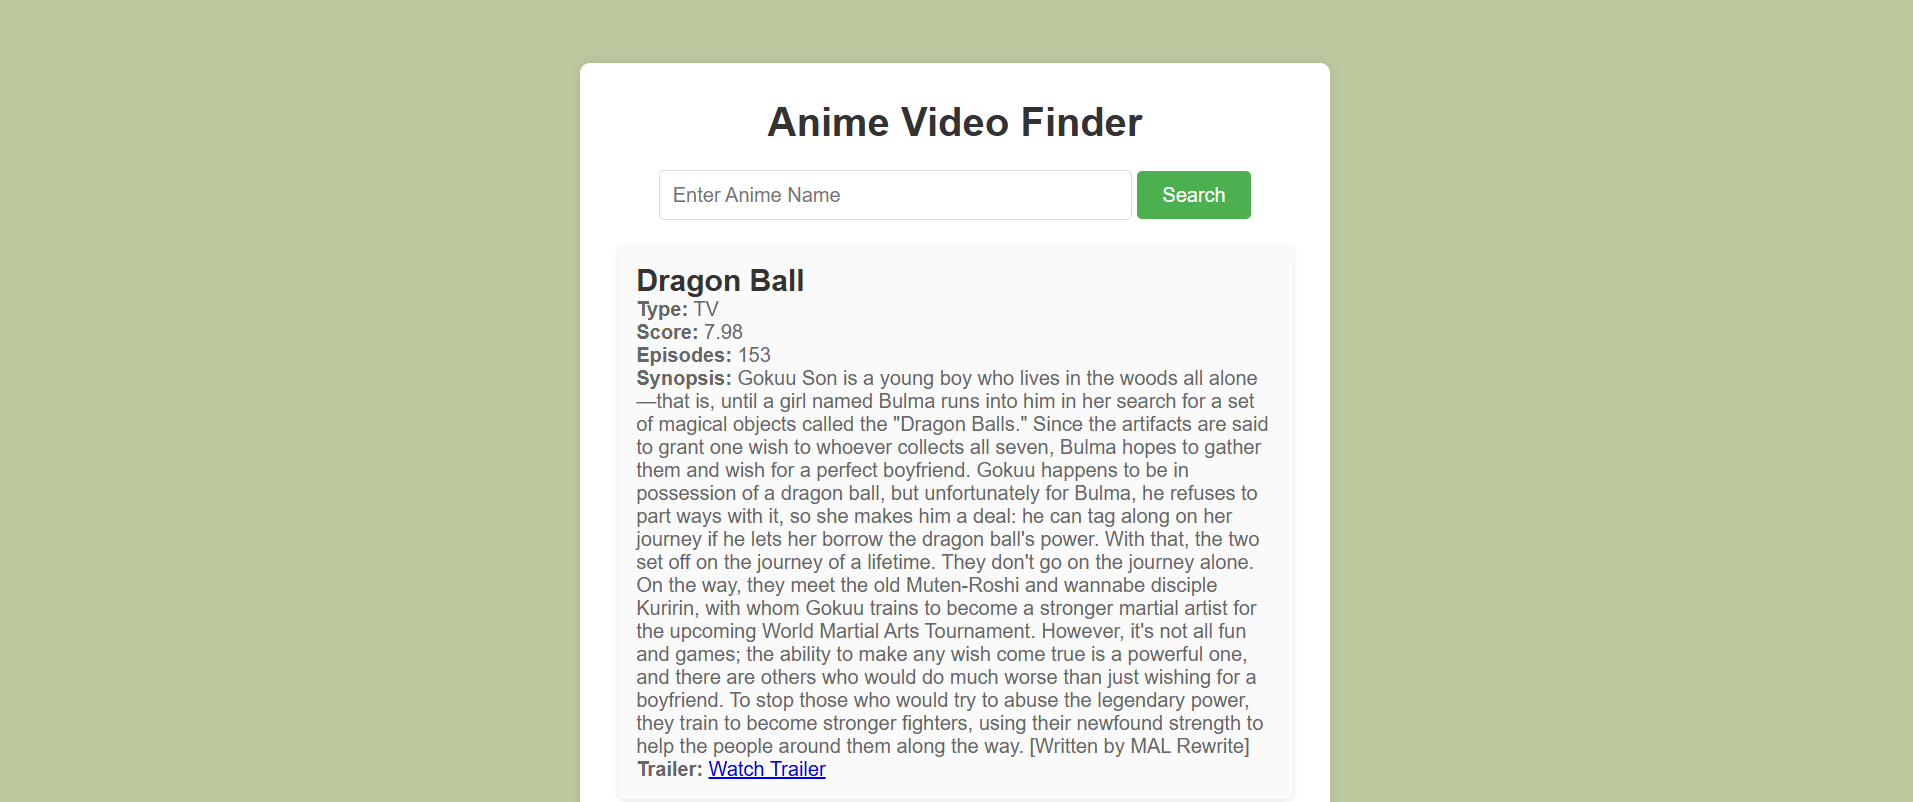 Anime Video Finder
Enter Anime Name
Search
Dragon Ball
Type: TV
Score: 7.98
Episodes: 153
Synopsis: Gokuu Son is a young boy who lives in the woods all alone
—that is, until a girl named Bulma runs into him in her search for a set
of magical objects called the "Dragon Balls." Since the artifacts are said
to grant one wish to whoever collects all seven, Bulma hopes to gather
them and wish for a perfect boyfriend. Gokuu happens to be in
possession of a dragon ball, but unfortunately for Bulma, he refuses to
part ways with it, so she makes him a deal: he can tag along on her
journey if he lets her borrow the dragon ball's power. With that, the two
set off on the journey of a lifetime. They don't go on the journey alone.
On the way, they meet the old Muten-Roshi and wannabe disciple
Kuririn, with whom Gokuu trains to become a stronger martial artist for
the upcoming World Martial Arts Tournament. However, it's not all fun
and games; the ability to make any wish come true is a powerful one,
and there are others who would do much worse than just wishing for a
boyfriend. To stop those who would try to abuse the legendary power,
they train to become stronger fighters, using their newfound strength to
help the people around them along the way. [Written by MAL Rewrite]
Trailer: Watch Trailer